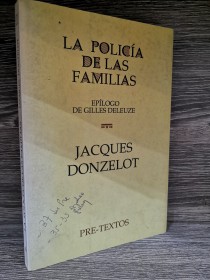 LA POLICÍA
DE LAS
FAMILIAS
EPÍLOGO
DE GILLES DELEUZE
JACQUES
DONZELOT
PRE-TEXTOS